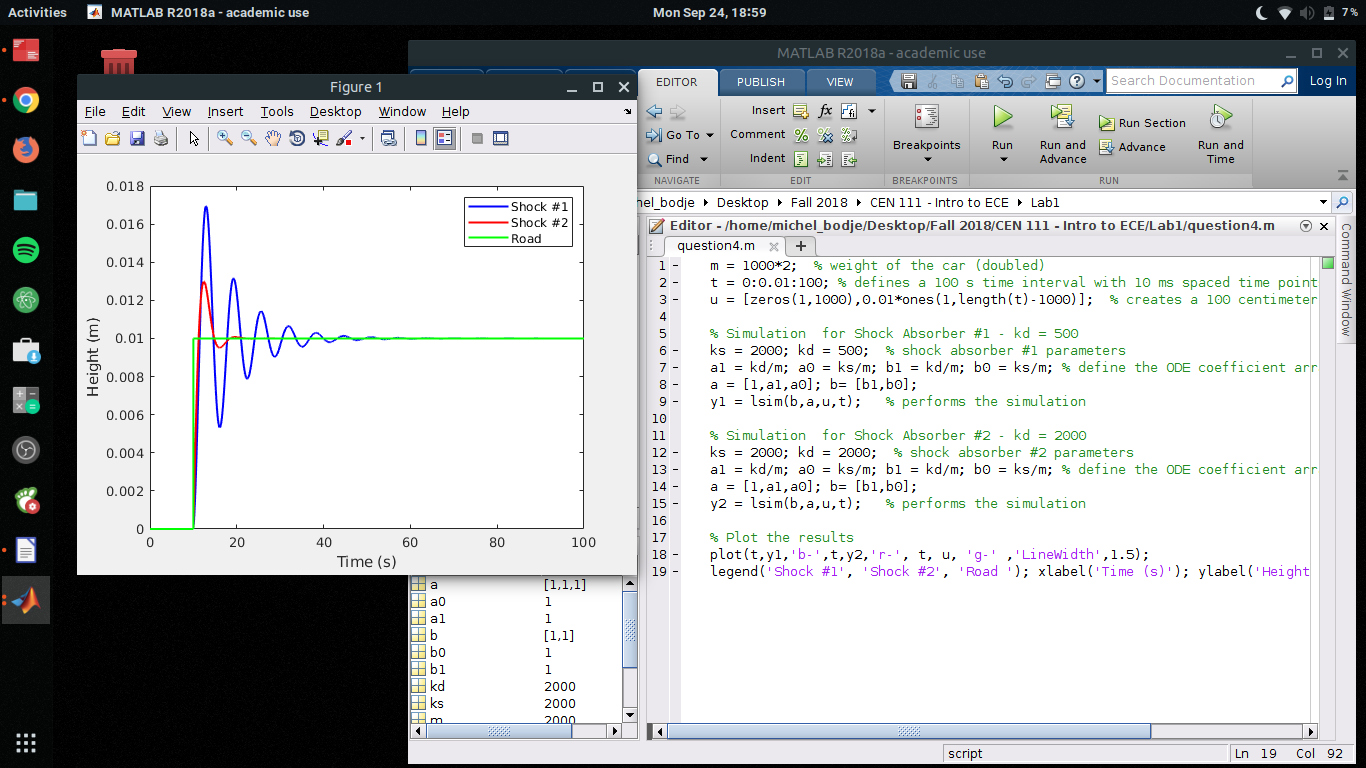 Activities MATLAB R2018a - academic use Mon Sep 24, 18:59 7%
MATLAB R2018a - academic use
EDITOR PUBLISH VIEW Search Documentation Log In
Insert fx
Go To Comment
Find Indent
Breakpoints Run Run and Advance Run Section Advance Run and Time
NAVIGATE EDIT BREAKPOINTS RUN
hel_bodje Desktop Fall 2018 CEN 111 - Intro to ECE Lab1
Editor - /home/michel_bodje/Desktop/Fall 2018/CEN 111 - Intro to ECE/Lab1/question4.m
question4.m
Command Window
1 m = 1000*2; % weight of the car (doubled)
2 t = 0:0.01:100; % defines a 100 s time interval with 10 ms spaced time point
3 u = [zeros(1,1000),0.01*ones(1,length(t)-1000)]; % creates a 100 centimeter
4
5 % Simulation for Shock Absorber #1 - kd = 500
6 ks = 2000; kd = 500; % shock absorber #1 parameters
7 a1 = kd/m; a0 = ks/m; b1 = kd/m; b0 = ks/m; % define the ODE coefficient arr
8 a = [1,a1,a0]; b= [b1,b0];
9 y1 = lsim(b,a,u,t); % performs the simulation
10
11 % Simulation for Shock Absorber #2 - kd = 2000
12 ks = 2000; kd = 2000; % shock absorber #2 parameters
13 a1 = kd/m; a0 = ks/m; b1 = kd/m; b0 = ks/m; % define the ODE coefficient arr
14 a = [1,a1,a0]; b= [b1,b0];
15 y2 = lsim(b,a,u,t); % performs the simulation
16
17 % Plot the results
18 plot(t,y1,'b-',t,y2,'r-', t, u, 'g-' ,'LineWidth',1.5);
19 legend('Shock #1', 'Shock #2', 'Road '); xlabel('Time (s)'); ylabel('Height
script Ln 19 Col 92
Figure 1
File Edit View Insert Tools Desktop Window Help
0.018
0.016
0.014
0.012
0.01
0.008
0.006
0.004
0.002
0
Height (m)
Shock #1
Shock #2
Road
0 20 40 60 80 100
Time (s)
a [1,1,1]
a0 1
a1 1
b [1,1]
b0 1
b1 1
kd 2000
ks 2000
m 2000